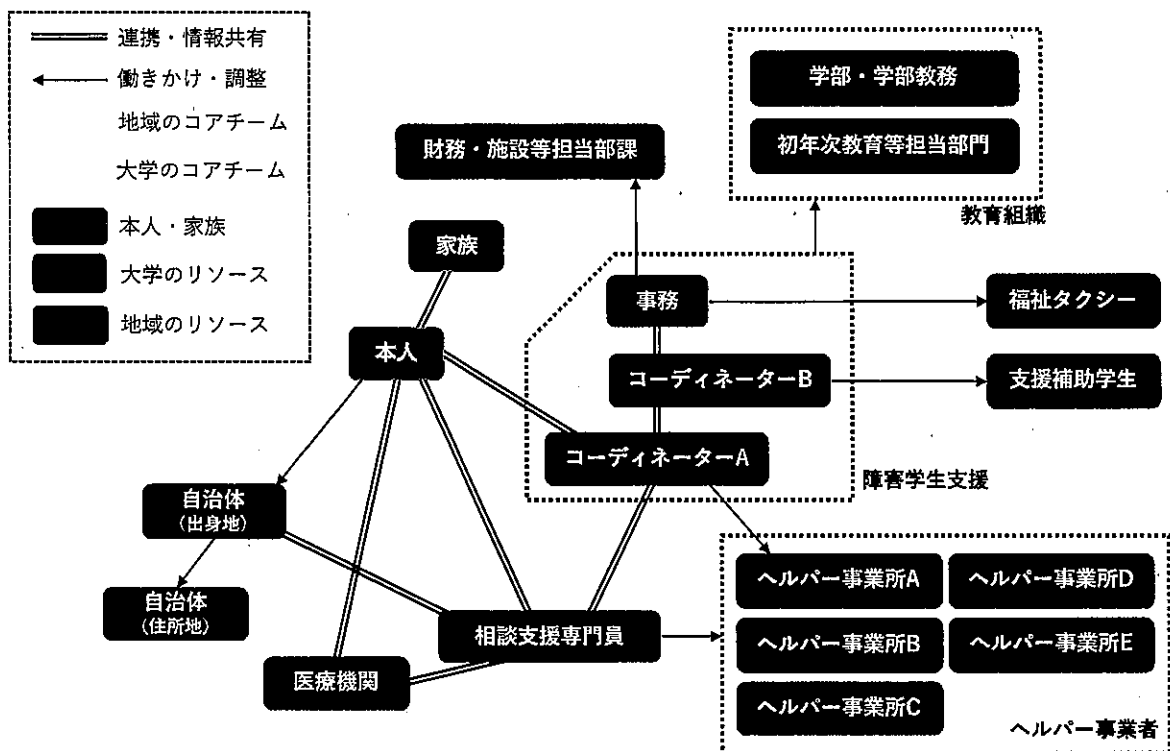 連携・情報共有
働きかけ・調整
地域のコアチーム
大学のコアチーム
本人・家族
大学のリソース
地域のリソース
学部・学部教務
初年次教育等担当部門
教育組織
財務・施設等担当部課
家族
本人
事務
コーディネーターB
コーディネーターA
障害学生支援
福祉タクシー
支援補助学生
自治体
(出身地)
自治体
(住所地)
医療機関
相談支援専門員
ヘルパー事業所A
ヘルパー事業所D
ヘルパー事業所B
ヘルパー事業所E
ヘルパー事業所C
ヘルパー事業者